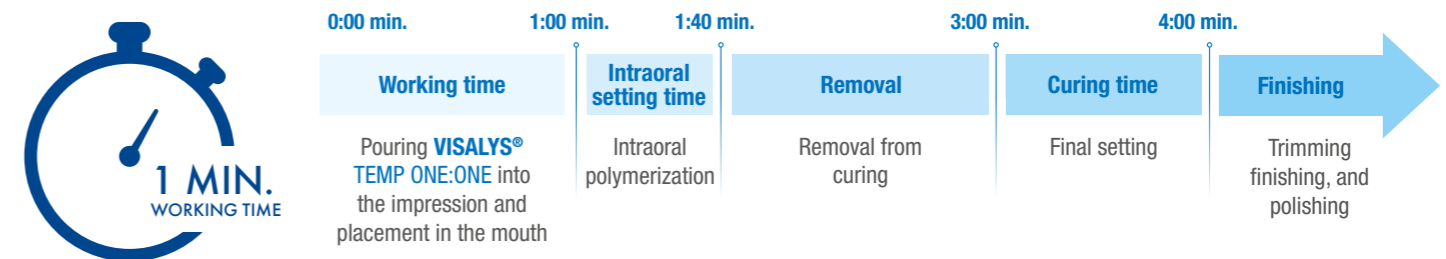 1 MIN.
WORKING TIME
0:00 min.
1:00 min.
1:40 min.
3:00 min.
4:00 min.
Working time
Intraoral
setting time
Removal
Curing time
Finishing
Pouring VISALYS®
TEMP ONE:ONE into
the impression and
placement in the mouth
Intraoral
polymerization
Removal from
curing
Final setting
Trimming
finishing, and
polishing